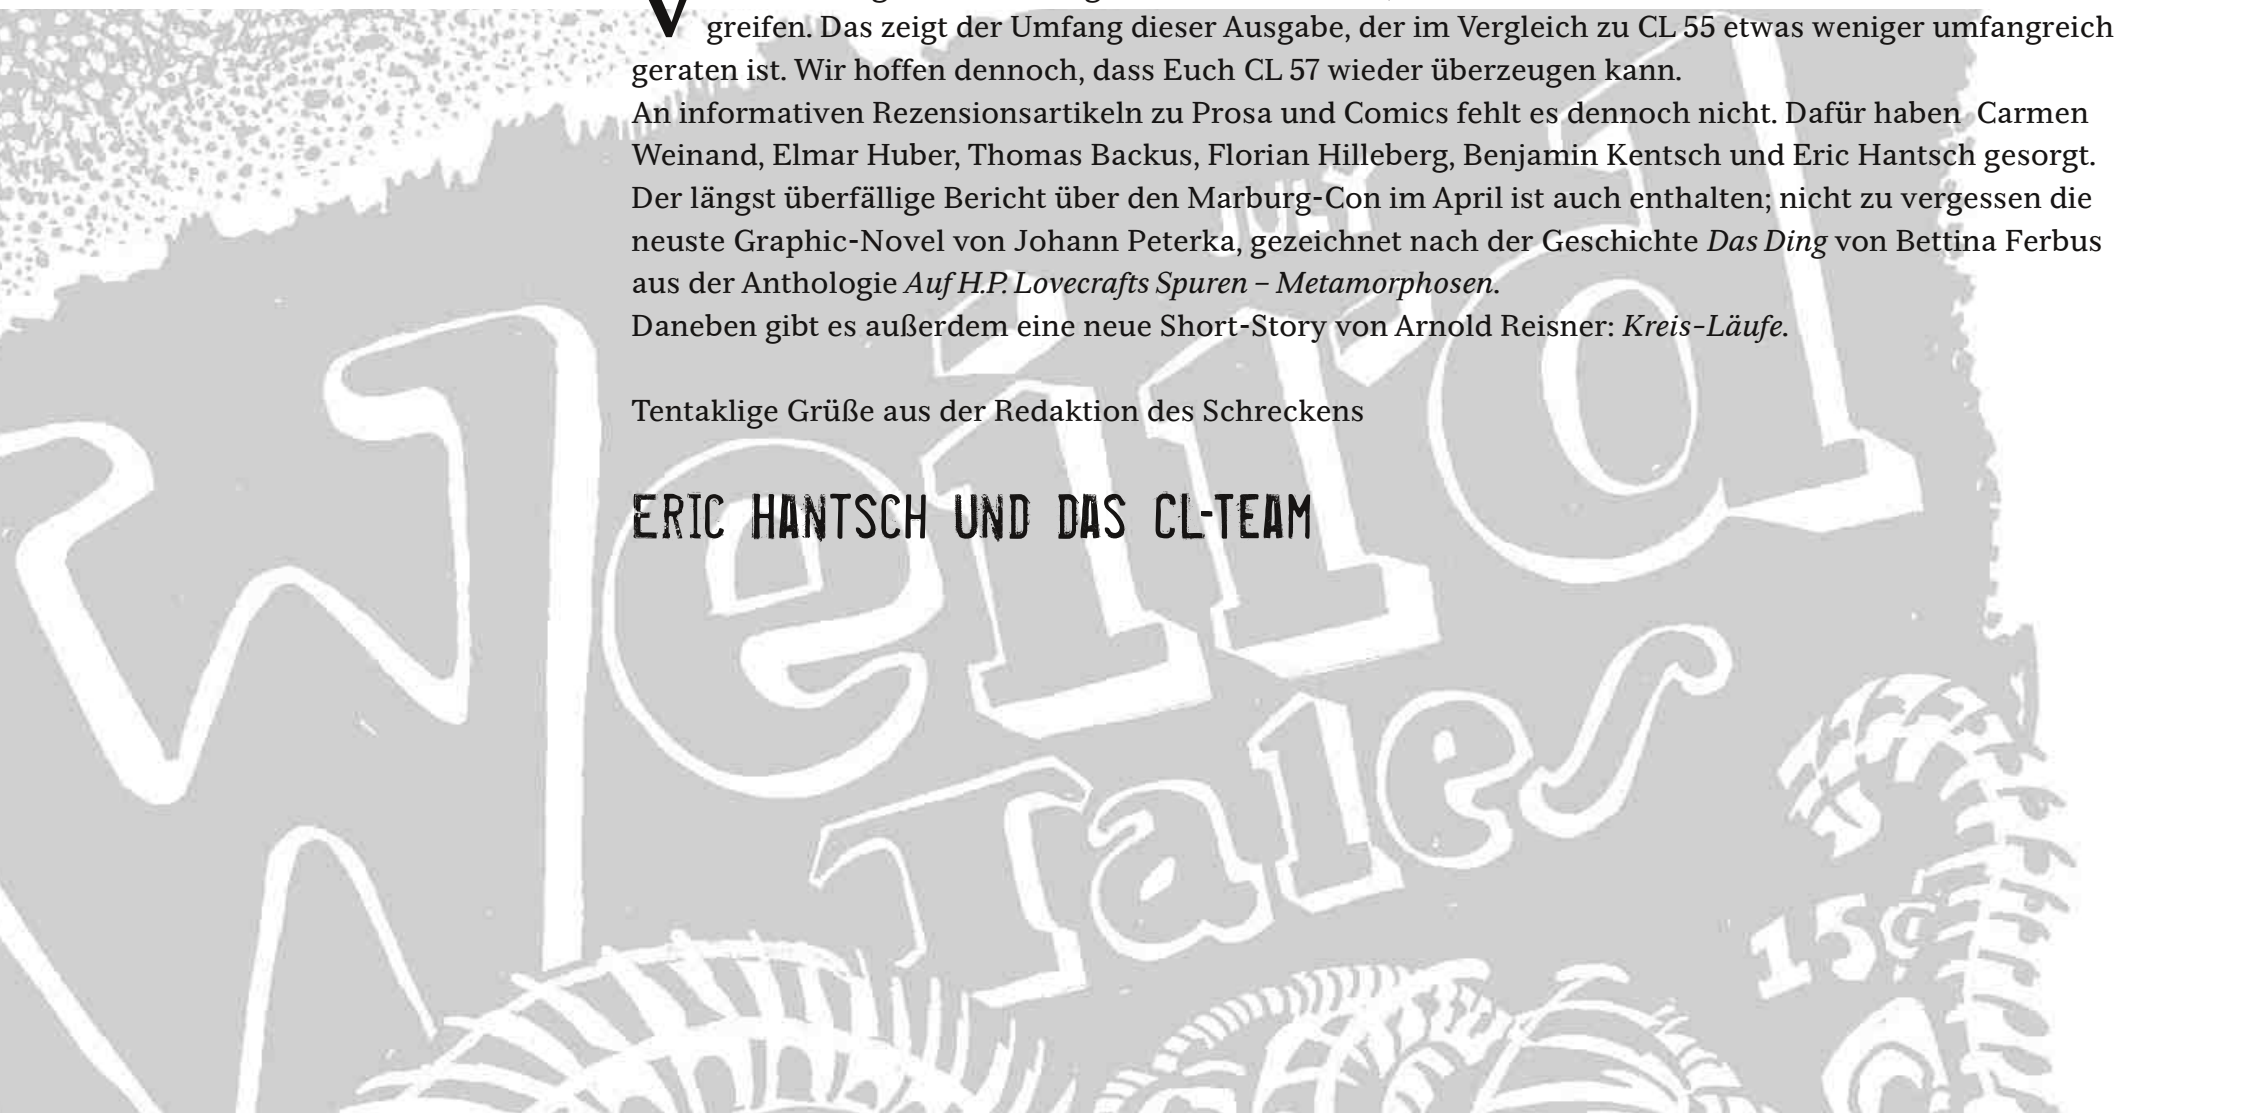 greifen. Das zeigt der Umfang dieser Ausgabe, der im Vergleich zu CL 55 etwas weniger umfangreich
geraten ist. Wir hoffen dennoch, dass Euch CL 57 wieder überzeugen kann.
An informativen Rezensionsartikeln zu Prosa und Comics fehlt es dennoch nicht. Dafür haben Carmen
Weinand, Elmar Huber, Thomas Backus, Florian Hilleberg, Benjamin Kentsch und Eric Hantsch gesorgt.
Der längst überfällige Bericht über den Marburg-Con im April ist auch enthalten; nicht zu vergessen die
neuste Graphic-Novel von Johann Peterka, gezeichnet nach der Geschichte Das Ding von Bettina Ferbus
aus der Anthologie Auf H.P. Lovecrafts Spuren – Metamorphosen.
Daneben gibt es außerdem eine neue Short-Story von Arnold Reisner: Kreis-Läufe.
Tentaklige Grüße aus der Redaktion des Schreckens
ERIC HANTSCH UND DAS CL-TEAM
JULY
Weird
Tales
15¢